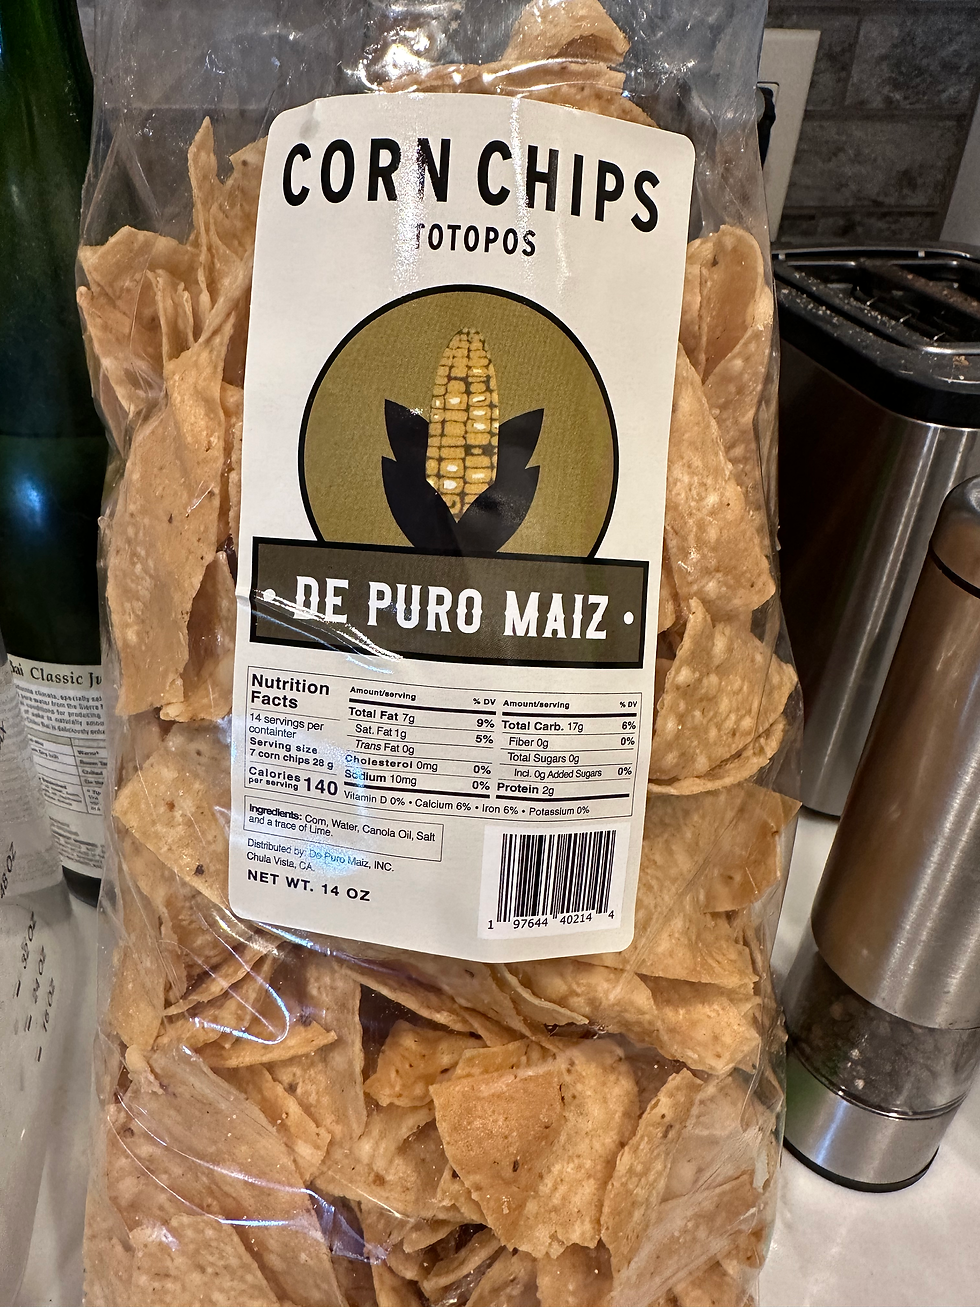 CORN CHIPS
TOTOPOS
• DE PURO MAIZ •
Nutrition
Facts
14 servings per
containter
Serving size
7 corn chips 28 g
Calories
per serving 140
Amount/serving % DV
Total Fat 7g 9%
Sat. Fat 1g 5%
Trans Fat 0g
Cholesterol 0mg 0%
Sodium 10mg 0%
Amount/serving % DV
Total Carb. 17g 6%
Fiber 0g 0%
Total Sugars 0g
Incl. 0g Added Sugars 0%
Protein 2g
Vitamin D 0% • Calcium 6% • Iron 6% • Potassium 0%
Ingredients: Corn, Water, Canola Oil, Salt
and a trace of Lime.
Distributed by: De Puro Maiz, INC.
Chula Vista, CA.
NET WT. 14 OZ
1 97644 40214 4
Classic
24 OZ
16 OZ